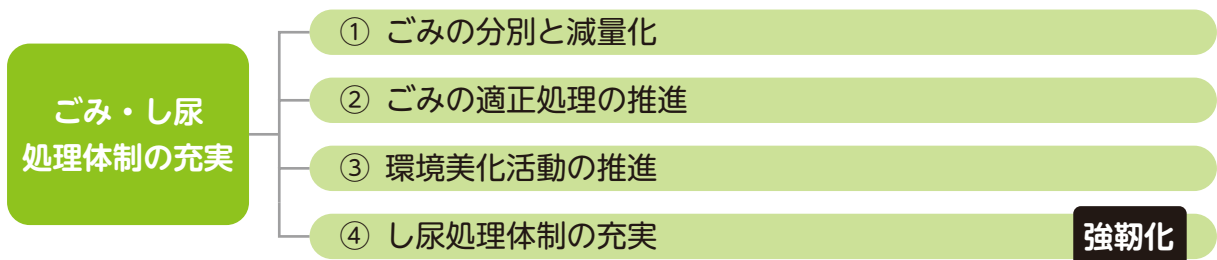 ごみ・し尿
処理体制の充実
① ごみの分別と減量化
② ごみの適正処理の推進
③ 環境美化活動の推進
④ し尿処理体制の充実
強靭化